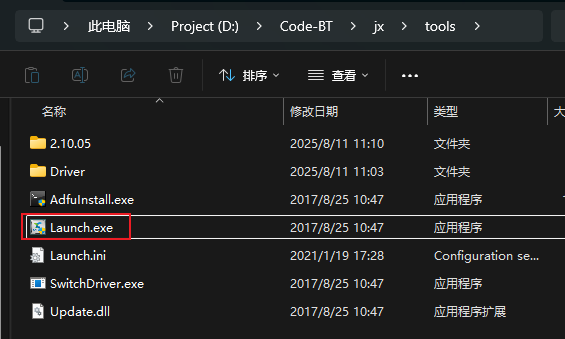 此电脑 > Project (D:) > Code-BT > jx > tools >
排序 查看 ...
名称 修改日期 类型
2.10.05 2025/8/11 11:10 文件夹
Driver 2025/8/11 11:03 文件夹
AdfuInstall.exe 2017/8/25 10:47 应用程序
Launch.exe 2017/8/25 10:47 应用程序
Launch.ini 2021/1/19 17:28 Configuration se...
SwitchDriver.exe 2017/8/25 10:47 应用程序
Update.dll 2017/8/25 10:47 应用程序扩展